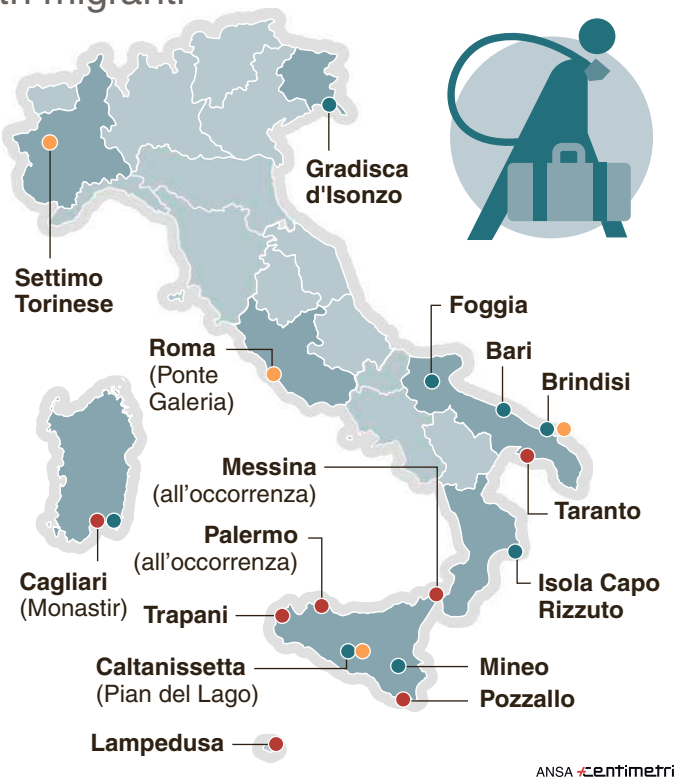 migranti
Gradisca
d'Isonzo
Settimo
Torinese
Foggia
Roma
(Ponte
Galeria)
Bari
Brindisi
Messina
(all'occorrenza)
Taranto
Palermo
(all'occorrenza)
Cagliari
(Monastir)
Isola Capo
Rizzuto
Trapani
Caltanissetta
(Pian del Lago)
Mineo
Pozzallo
Lampedusa
ANSA centimetri